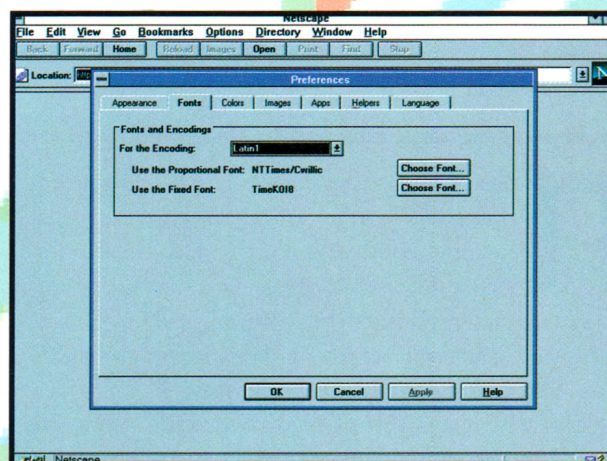 Netscape
File Edit View Go Bookmarks Options Directory Window Help
Back Forward Home Reload Images Open Print Find Stop
Location:
Preferences
Appearance Fonts Colors Images Apps Helpers Language
Fonts and Encodings
For the Encoding: Latin1
Use the Proportional Font: NTTimes/Cyrillic Choose Font...
Use the Fixed Font: TimeKOI8 Choose Font...
OK Cancel Apply Help
Netscape